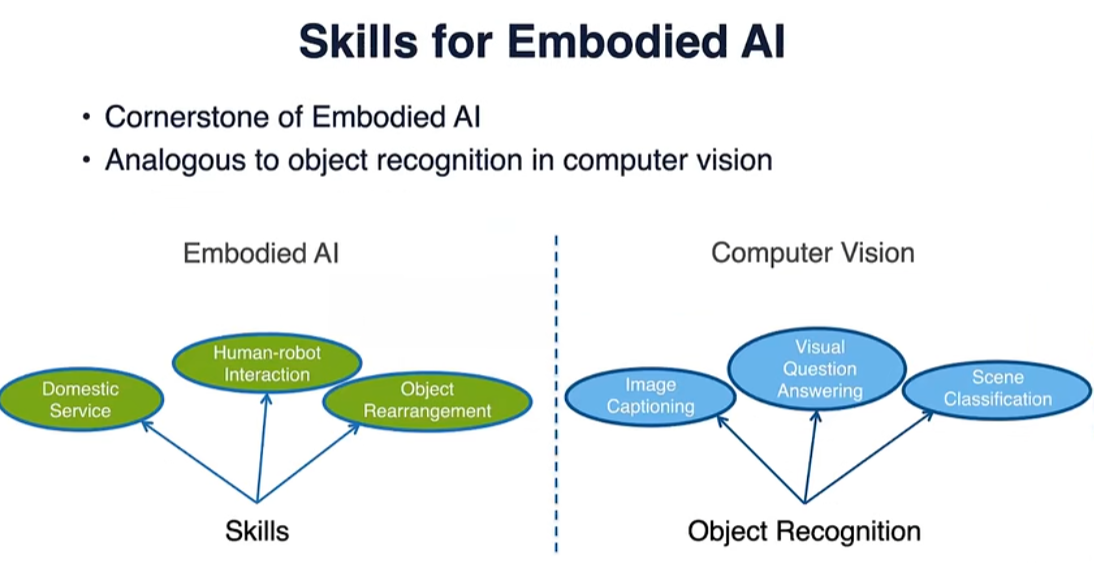 Skills for Embodied AI
• Cornerstone of Embodied AI
• Analogous to object recognition in computer vision
Embodied AI
Human-robot
Interaction
Domestic
Service
Object
Rearrangement
Skills
Computer Vision
Visual
Question
Answering
Image
Captioning
Scene
Classification
Object Recognition